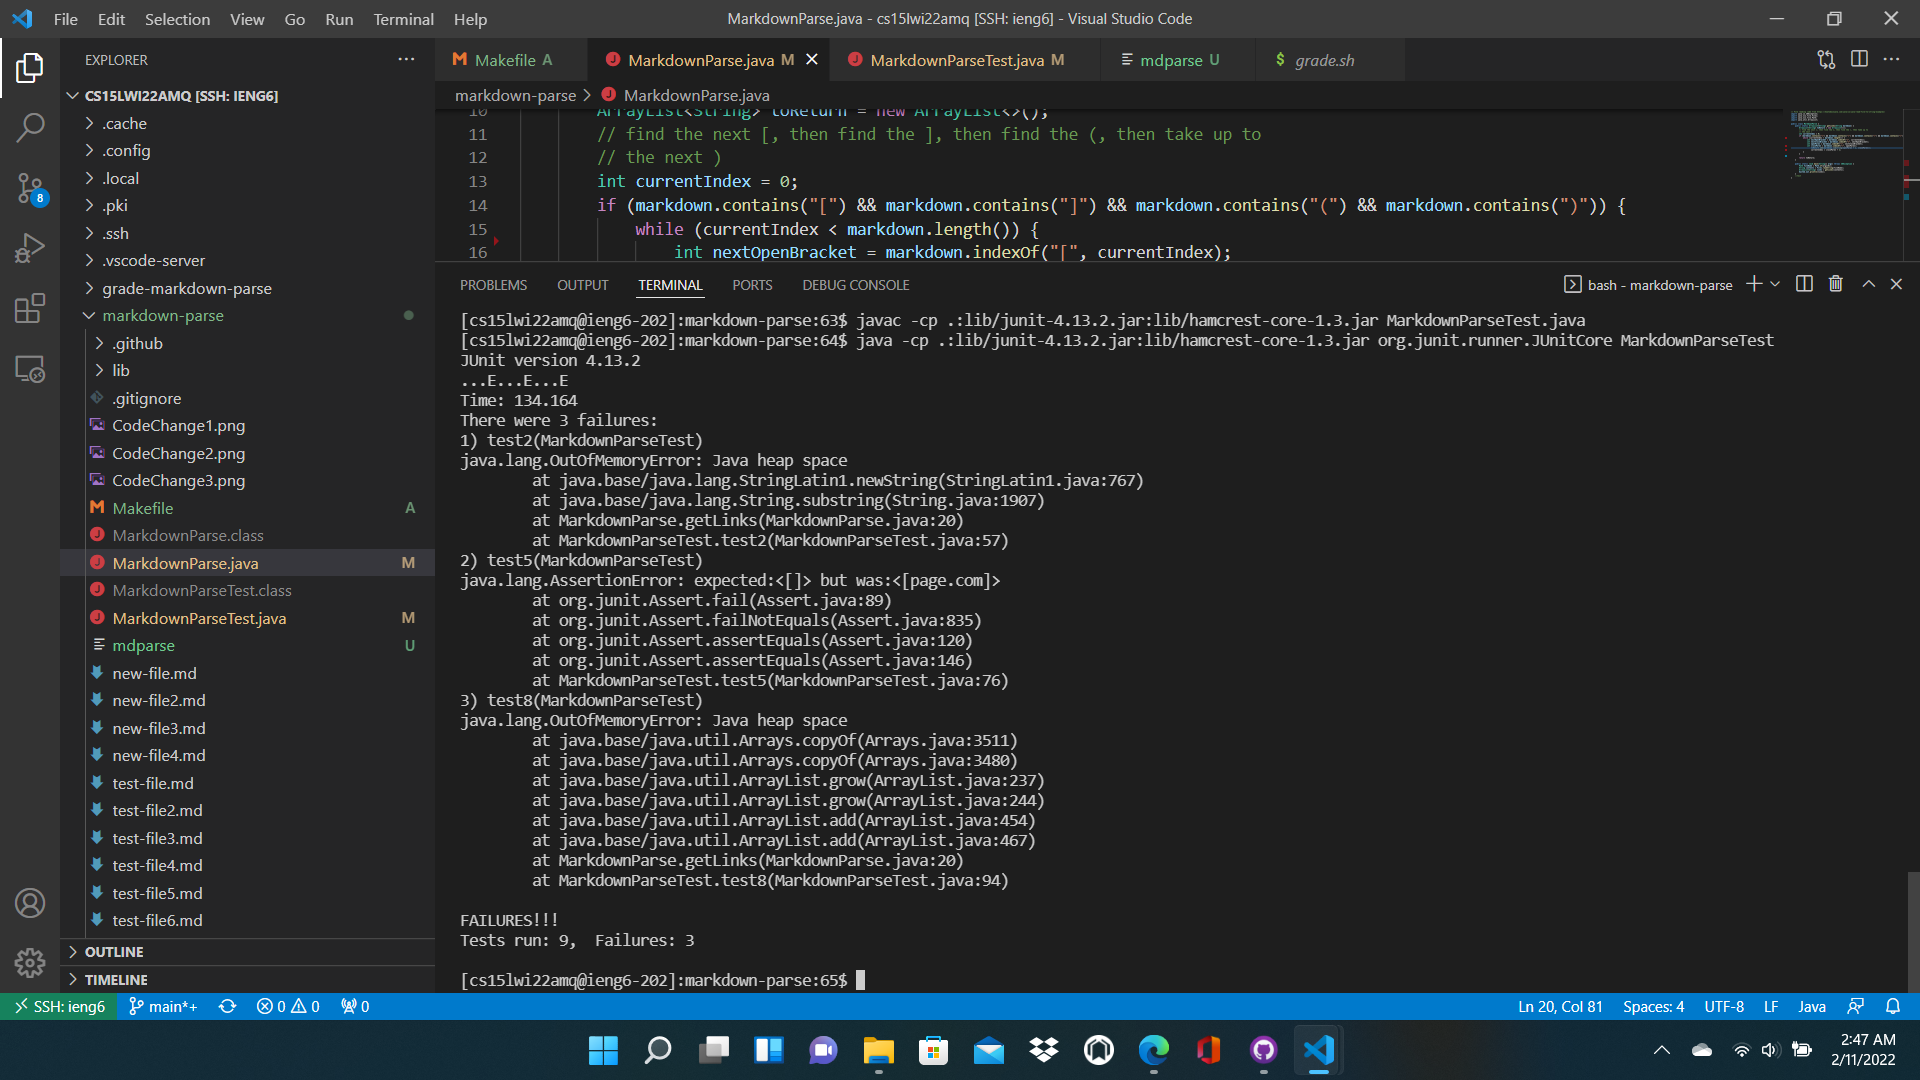 File Edit Selection View Go Run Terminal Help
MarkdownParse.java - cs15lwi22amq [SSH: ieng6] - Visual Studio Code
EXPLORER
CS15LWI22AMQ [SSH: IENG6]
.cache
.config
.local
.pki
.ssh
.vscode-server
grade-markdown-parse
markdown-parse
.github
lib
.gitignore
CodeChange1.png
CodeChange2.png
CodeChange3.png
Makefile A
MarkdownParse.class
MarkdownParse.java M
MarkdownParseTest.class
MarkdownParseTest.java M
mdparse U
new-file.md
new-file2.md
new-file3.md
new-file4.md
test-file.md
test-file2.md
test-file3.md
test-file4.md
test-file5.md
test-file6.md
OUTLINE
TIMELINE
8
Makefile A MarkdownParse.java M MarkdownParseTest.java M mdparse U $ grade.sh
markdown-parse > MarkdownParse.java
10 ArrayList<String> toReturn = new ArrayList<>();
11 // find the next [, then find the ], then find the (, then take up to
12 // the next )
13 int currentIndex = 0;
14 if (markdown.contains("[") && markdown.contains("]") && markdown.contains("(") && markdown.contains(")")) {
15 while (currentIndex < markdown.length()) {
16 int nextOpenBracket = markdown.indexOf("[", currentIndex);
PROBLEMS OUTPUT TERMINAL PORTS DEBUG CONSOLE
bash - markdown-parse
[cs15lwi22amq@ieng6-202]:markdown-parse:63$ javac -cp .:lib/junit-4.13.2.jar:lib/hamcrest-core-1.3.jar MarkdownParseTest.java
[cs15lwi22amq@ieng6-202]:markdown-parse:64$ java -cp .:lib/junit-4.13.2.jar:lib/hamcrest-core-1.3.jar org.junit.runner.JUnitCore MarkdownParseTest
JUnit version 4.13.2
...E...E...E
Time: 134.164
There were 3 failures:
1) test2(MarkdownParseTest)
java.lang.OutOfMemoryError: Java heap space
at java.base/java.lang.StringLatin1.newString(StringLatin1.java:767)
at java.base/java.lang.String.substring(String.java:1907)
at MarkdownParse.getLinks(MarkdownParse.java:20)
at MarkdownParseTest.test2(MarkdownParseTest.java:57)
2) test5(MarkdownParseTest)
java.lang.AssertionError: expected:<[]> but was:<[page.com]>
at org.junit.Assert.fail(Assert.java:89)
at org.junit.Assert.failNotEquals(Assert.java:835)
at org.junit.Assert.assertEquals(Assert.java:120)
at org.junit.Assert.assertEquals(Assert.java:146)
at MarkdownParseTest.test5(MarkdownParseTest.java:76)
3) test8(MarkdownParseTest)
java.lang.OutOfMemoryError: Java heap space
at java.base/java.util.Arrays.copyOf(Arrays.java:3511)
at java.base/java.util.Arrays.copyOf(Arrays.java:3480)
at java.base/java.util.ArrayList.grow(ArrayList.java:237)
at java.base/java.util.ArrayList.grow(ArrayList.java:244)
at java.base/java.util.ArrayList.add(ArrayList.java:454)
at java.base/java.util.ArrayList.add(ArrayList.java:467)
at MarkdownParse.getLinks(MarkdownParse.java:20)
at MarkdownParseTest.test8(MarkdownParseTest.java:94)
FAILURES!!!
Tests run: 9,  Failures: 3
[cs15lwi22amq@ieng6-202]:markdown-parse:65$
SSH: ieng6 main*+ 0 0 0
Ln 20, Col 81 Spaces: 4 UTF-8 LF Java
2:47 AM
2/11/2022